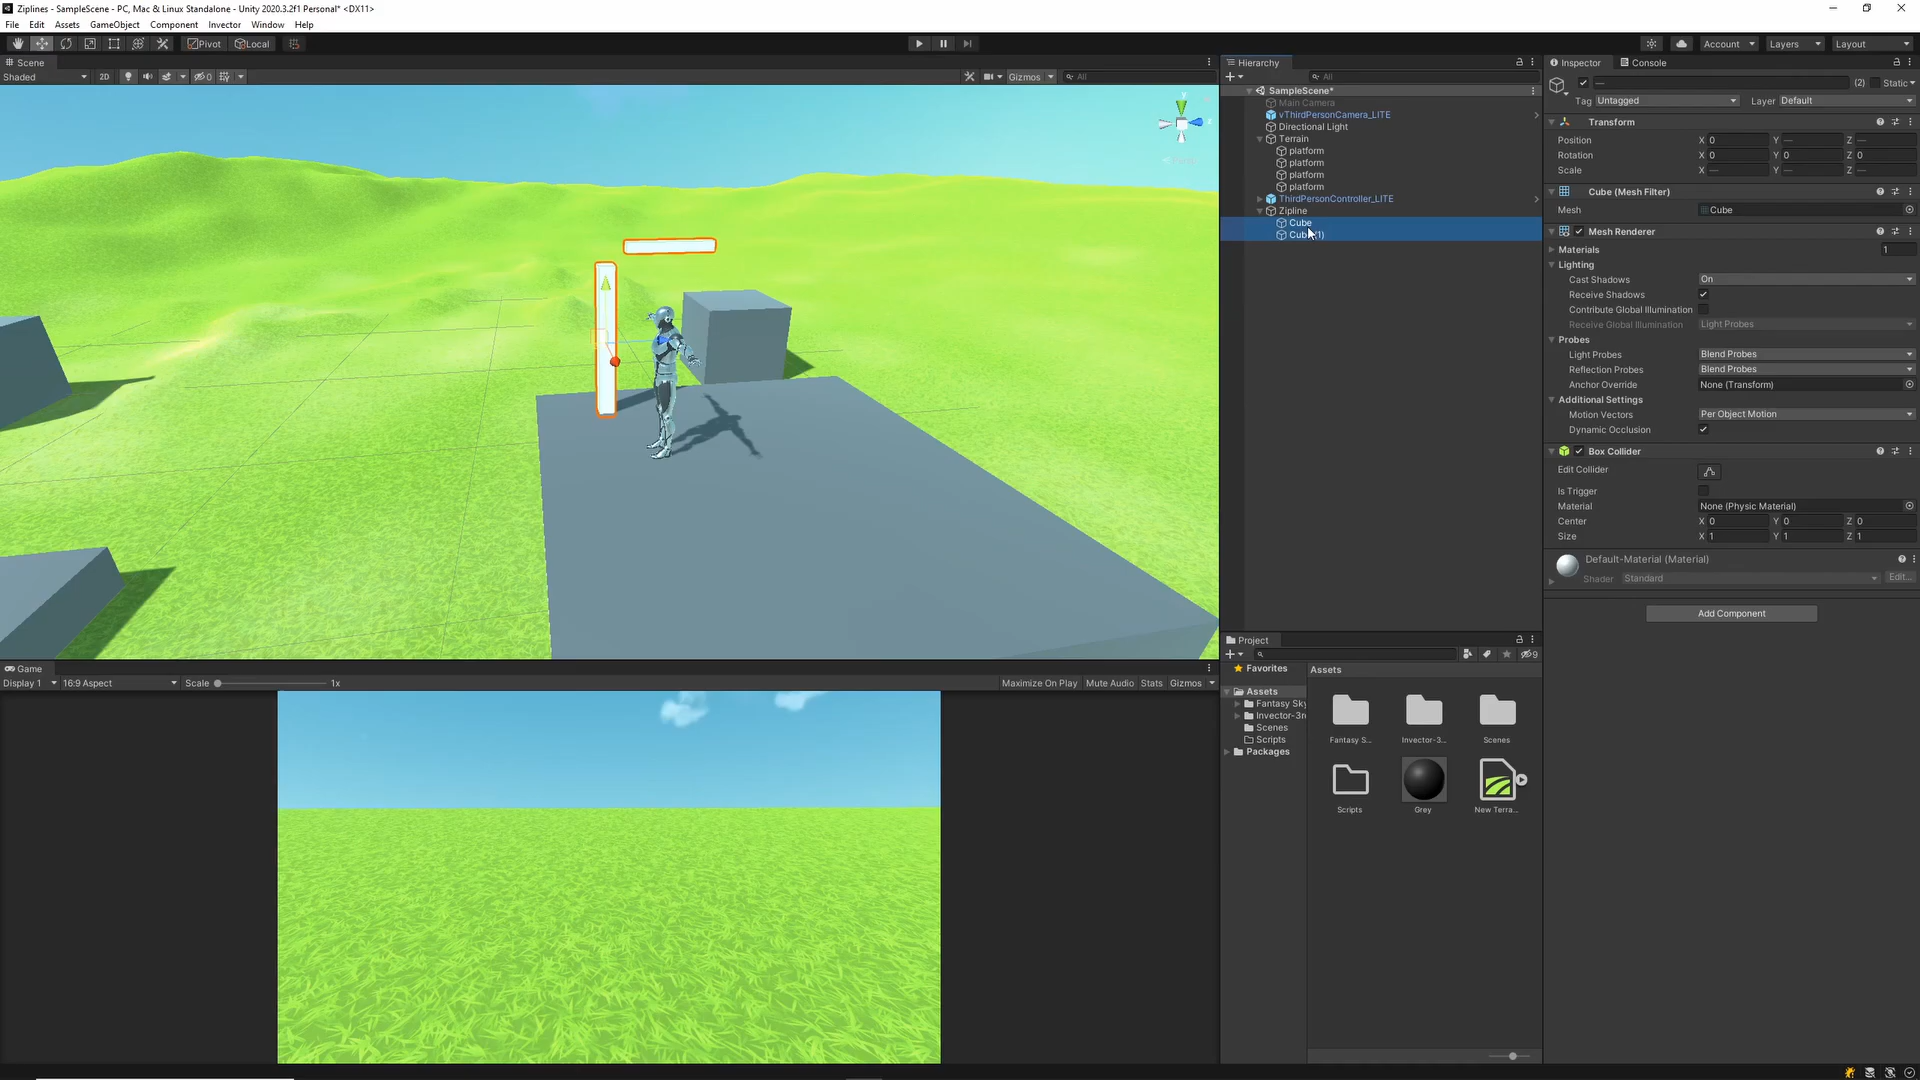 Ziplines - SampleScene - PC, Mac & Linux Standalone - Unity 2020.3.2f1 Personal* <DX11>
File Edit Assets GameObject Component Invector Window Help
Pivot Local
Account Layers Layout
Scene
Shaded 2D 0 Gizmos All
Game
Display 1 16:9 Aspect Scale 1x Maximize On Play Mute Audio Stats Gizmos
Hierarchy
All
SampleScene*
Main Camera
vThirdPersonCamera_LITE
Directional Light
Terrain
platform
platform
platform
platform
ThirdPersonController_LITE
Zipline
Cube
Project
9
Favorites
Assets
Fantasy Sky
Invector-3r
Scenes
Scripts
Packages
Assets
Fantasy S...
Invector-3...
Scenes
Scripts
Grey
New Terra...
Inspector Console
— (2) Static
Tag Untagged Layer Default
Transform
Position X 0 Y — Z —
Rotation X 0 Y 0 Z 0
Scale X — Y — Z —
Cube (Mesh Filter)
Mesh Cube
Mesh Renderer
Materials 1
Lighting
Cast Shadows On
Receive Shadows
Contribute Global Illumination
Receive Global Illumination Light Probes
Probes
Light Probes Blend Probes
Reflection Probes Blend Probes
Anchor Override None (Transform)
Additional Settings
Motion Vectors Per Object Motion
Dynamic Occlusion
Box Collider
Edit Collider
Is Trigger
Material None (Physic Material)
Center X 0 Y 0 Z 0
Size X 1 Y 1 Z 1
Default-Material (Material)
Shader Standard Edit...
Add Component